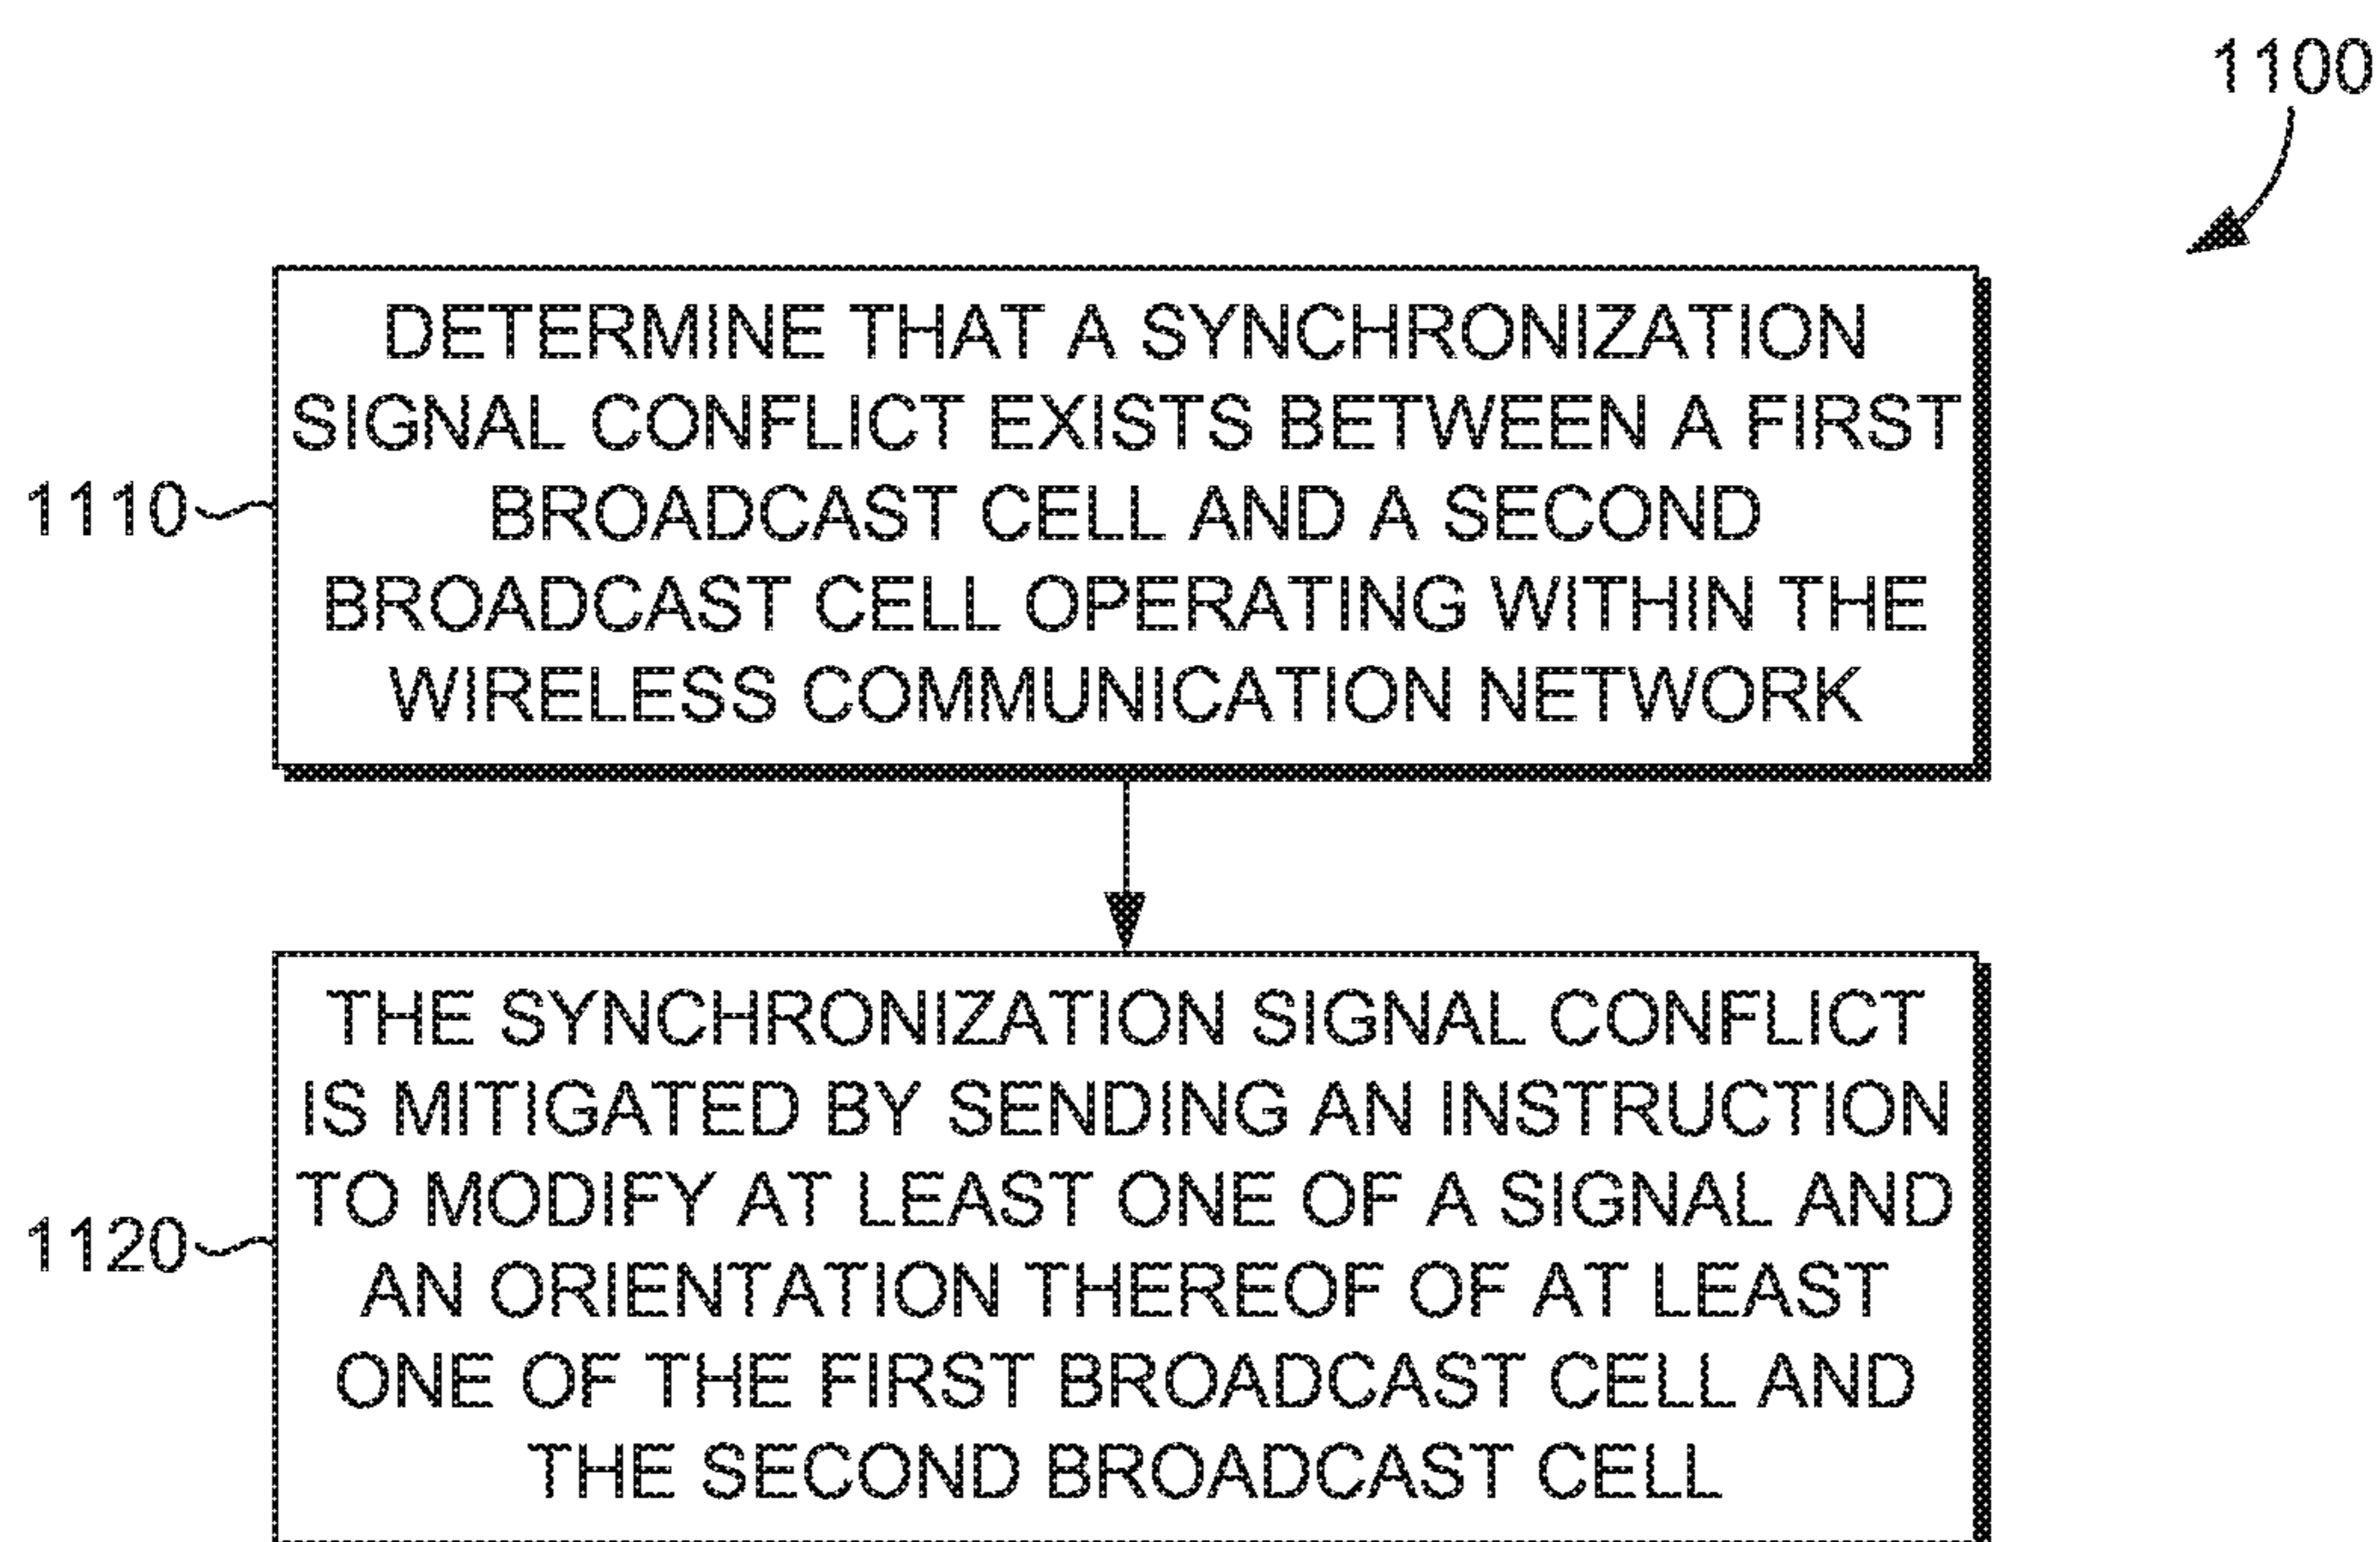 1100
DETERMINE THAT A SYNCHRONIZATION
SIGNAL CONFLICT EXISTS BETWEEN A FIRST
BROADCAST CELL AND A SECOND
BROADCAST CELL OPERATING WITHIN THE
WIRELESS COMMUNICATION NETWORK
1110
THE SYNCHRONIZATION SIGNAL CONFLICT
IS MITIGATED BY SENDING AN INSTRUCTION
TO MODIFY AT LEAST ONE OF A SIGNAL AND
AN ORIENTATION THEREOF OF AT LEAST
ONE OF THE FIRST BROADCAST CELL AND
THE SECOND BROADCAST CELL
1120